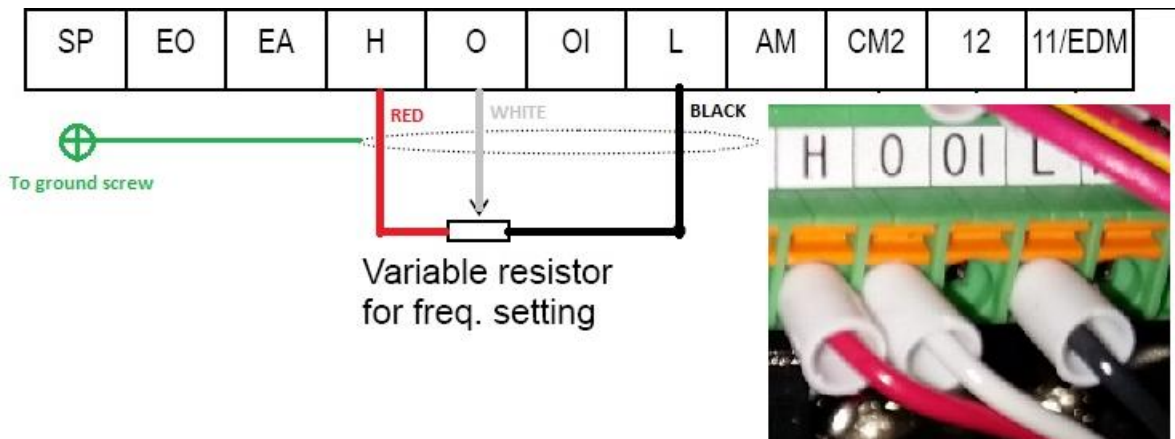 SP EO EA H O OI L AM CM2 12 11/EDM
RED WHITE BLACK
To ground screw
Variable resistor
for freq. setting
H O OI L